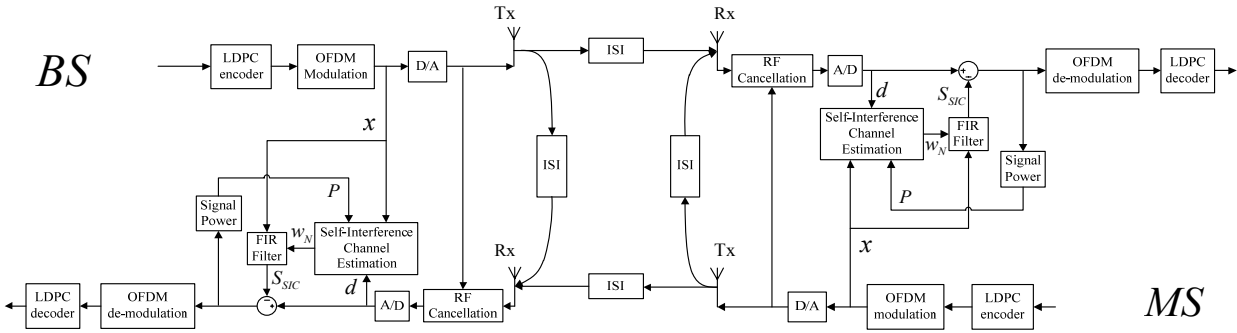 BS
LDPC
encoder
OFDM
Modulation
D/A
Tx
ISI
Rx
RF
Cancellation
A/D
+
−
OFDM
de-modulation
LDPC
decoder
x
d
S_SIC
Self-Interference
Channel
Estimation
w_N
FIR
Filter
ISI
ISI
Signal
Power
P
Signal
Power
P
FIR
Filter
w_N
Self-Interference
Channel
Estimation
x
Rx
Tx
S_SIC
d
LDPC
decoder
OFDM
de-modulation
−
+
A/D
RF
Cancellation
ISI
D/A
OFDM
modulation
LDPC
encoder
MS